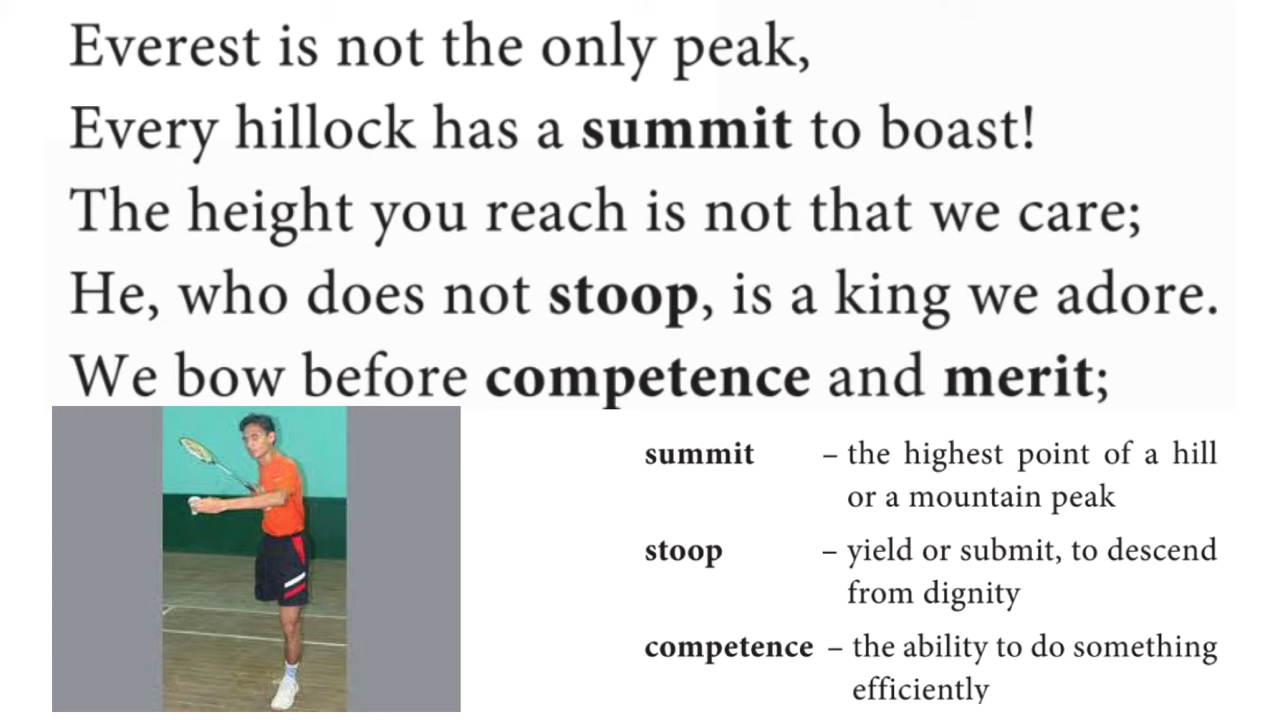 Everest is not the only peak,
Every hillock has a summit to boast!
The height you reach is not that we care;
He, who does not stoop, is a king we adore.
We bow before competence and merit;
summit – the highest point of a hill
or a mountain peak
stoop – yield or submit, to descend
from dignity
competence – the ability to do something
efficiently